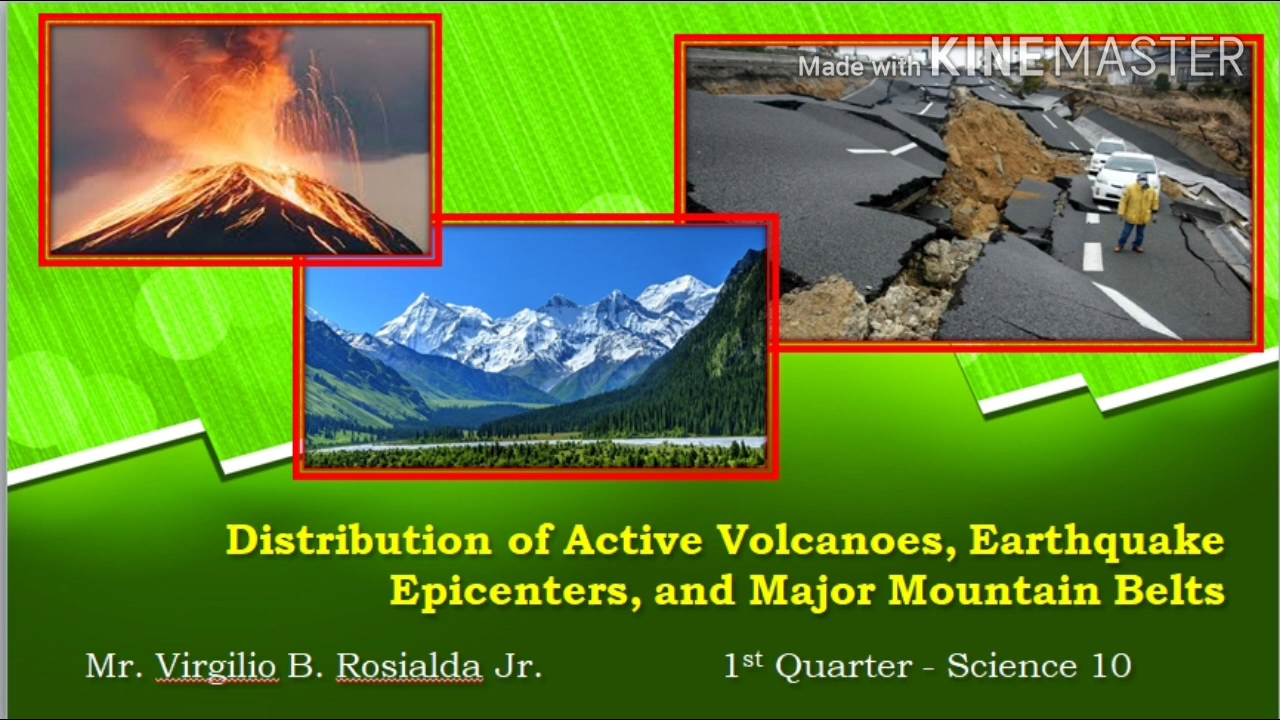 Made with KINEMASTER
Distribution of Active Volcanoes, Earthquake
Epicenters, and Major Mountain Belts
Mr. Virgilio B. Rosialda Jr.
1st Quarter - Science 10